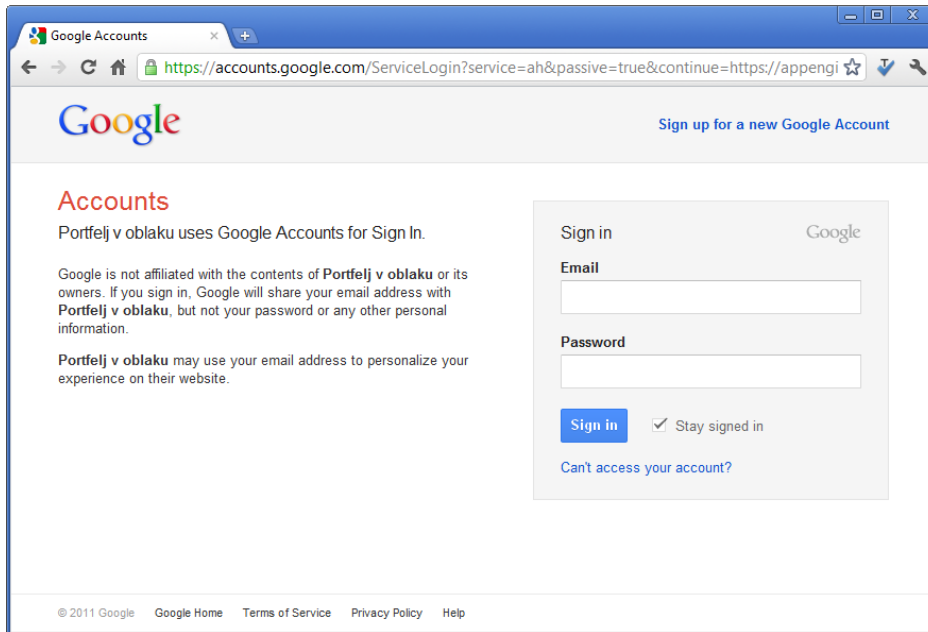 Google Accounts
https://accounts.google.com/ServiceLogin?service=ah&passive=true&continue=https://appengi
Google
Sign up for a new Google Account
Accounts
Portfelj v oblaku uses Google Accounts for Sign In.
Google is not affiliated with the contents of Portfelj v oblaku or its
owners. If you sign in, Google will share your email address with
Portfelj v oblaku, but not your password or any other personal
information.
Portfelj v oblaku may use your email address to personalize your
experience on their website.
Sign in
Google
Email
Password
Sign in
Stay signed in
Can't access your account?
© 2011 Google
Google Home
Terms of Service
Privacy Policy
Help